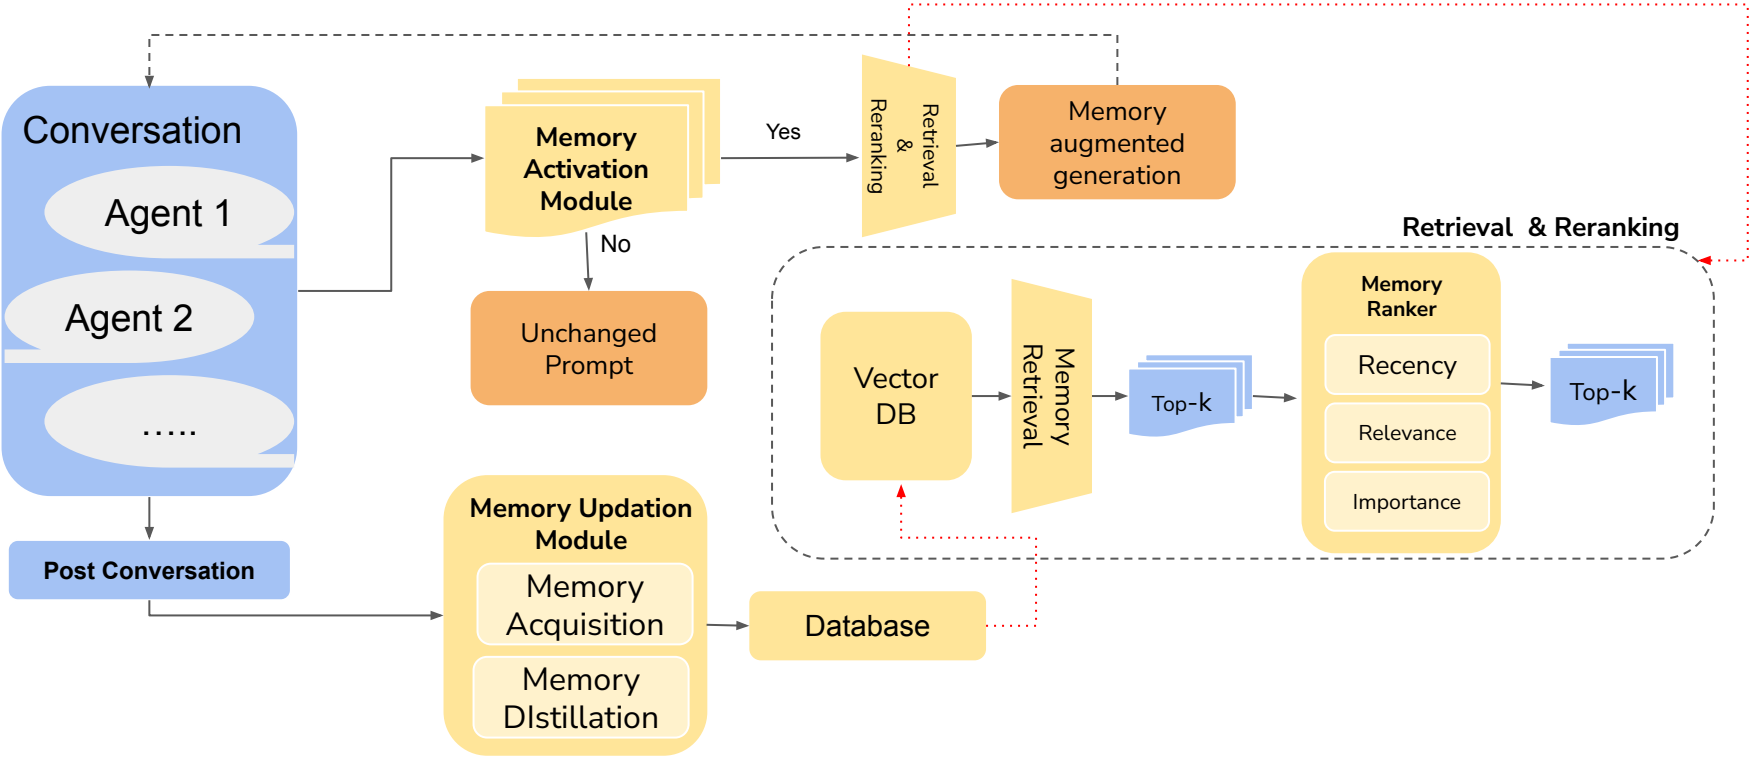 Conversation
Agent 1
Agent 2
.....
Post Conversation
Memory
Activation
Module
Yes
No
Unchanged
Prompt
Retrieval
&
Reranking
Memory
augmented
generation
Retrieval & Reranking
Vector
DB
Memory
Retrieval
Top-k
Memory
Ranker
Recency
Relevance
Importance
Top-k
Memory Updation
Module
Memory
Acquisition
Memory
DIstillation
Database